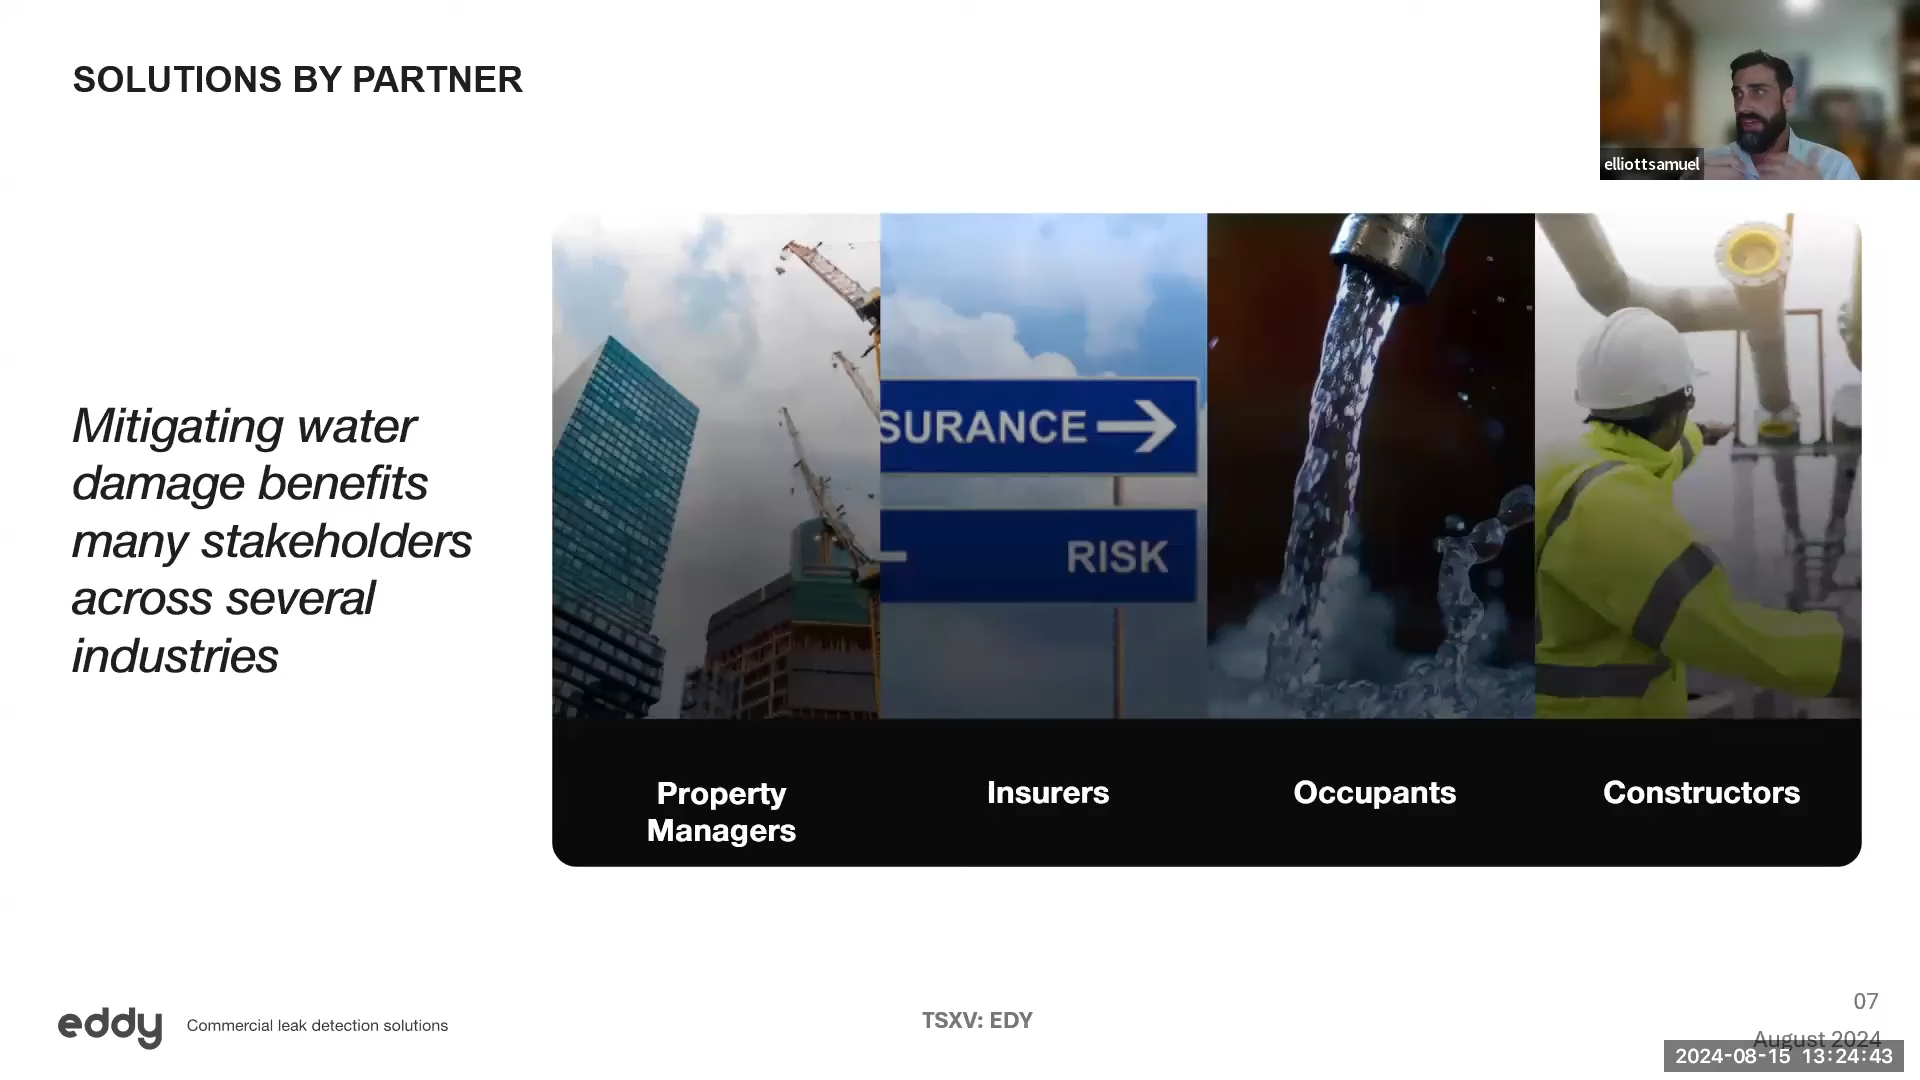 SOLUTIONS BY PARTNER
elliottsamuel
Mitigating water
damage benefits
many stakeholders
across several
industries
SURANCE
RISK
Property
Managers
Insurers
Occupants
Constructors
eddy
Commercial leak detection solutions
TSXV: EDY
07
August 2024
2024-08-15 13:24:43